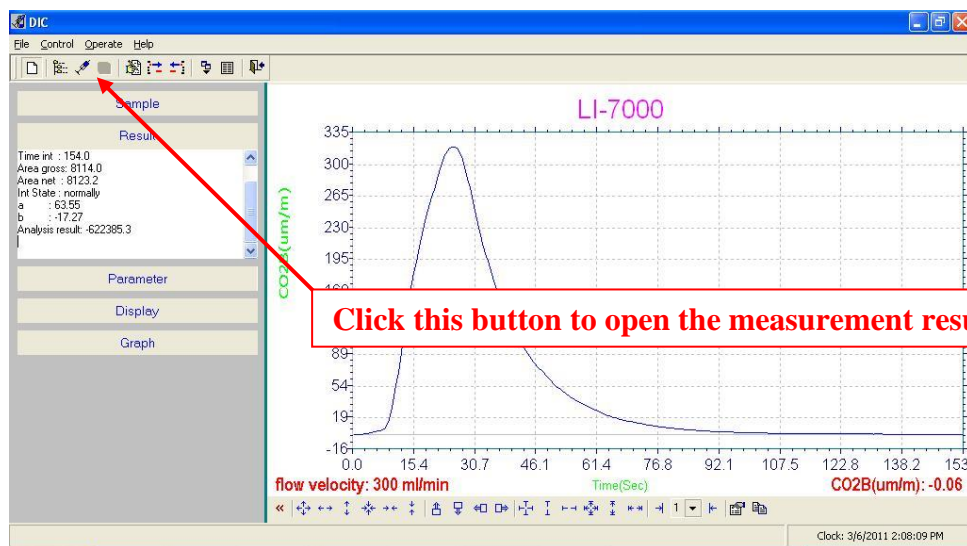 DIC
File Control Operate Help
Sample
Result
Time int : 154.0
Area gross: 8114.0
Area net : 8123.2
Int State : normally
a : 63.55
b : -17.27
Analysis result: -622385.3
Parameter
Display
Graph
LI-7000
CO2B(um/m)
335
300
265
230
195
Click this button to open the measurement resu
89
54
19
-16
0.0 15.4 30.7 46.1 61.4 76.8 92.1 107.5 122.8 138.2 153
flow velocity: 300 ml/min
Time(Sec)
CO2B(um/m): -0.06
1
Clock: 3/6/2011 2:08:09 PM